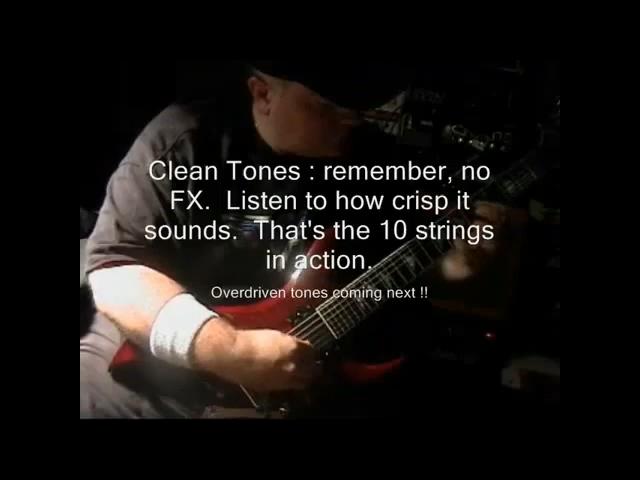 Clean Tones : remember, no
FX.  Listen to how crisp it
sounds.  That's the 10 strings
in action.
Overdriven tones coming next !!